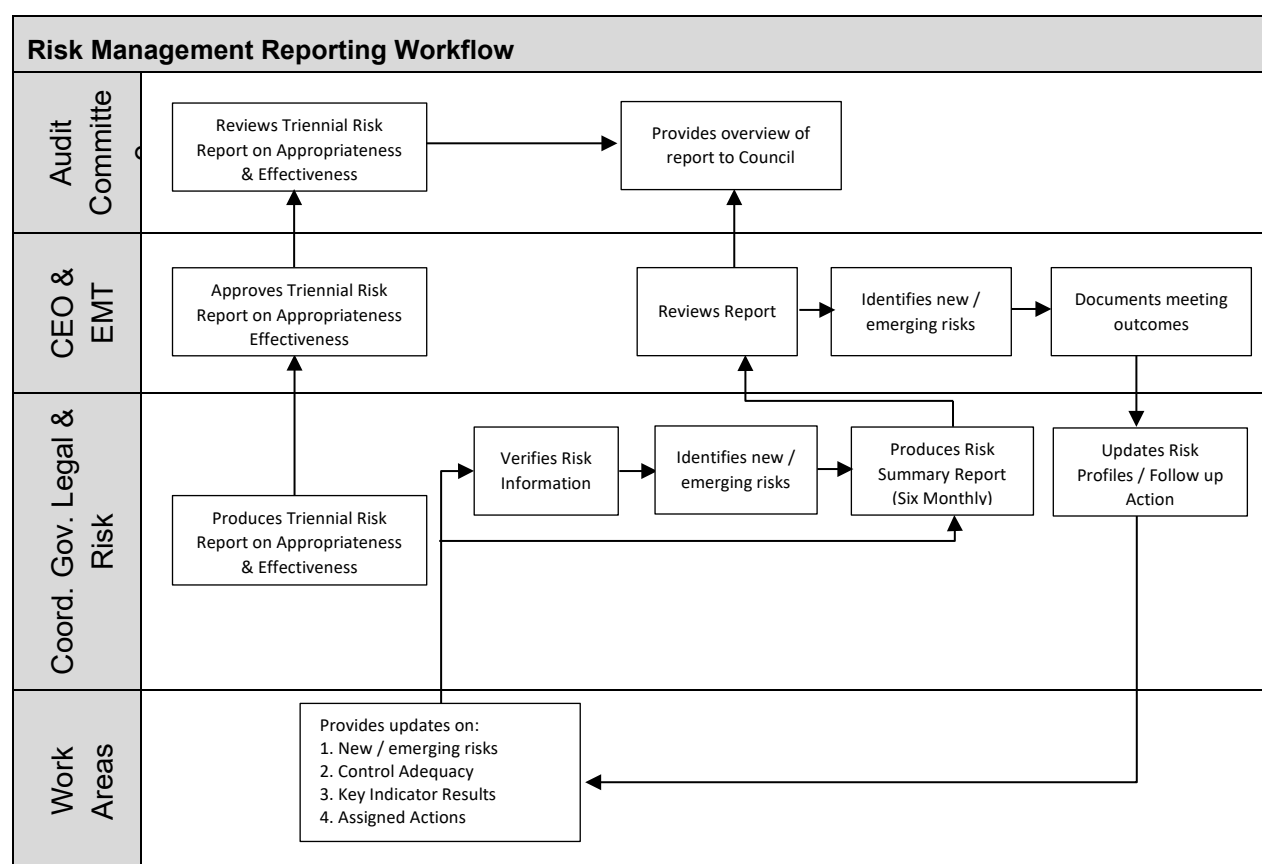 Risk Management Reporting Workflow
Audit
Committe
Reviews Triennial Risk
Report on Appropriateness
& Effectiveness
Provides overview of
report to Council
CEO &
EMT
Approves Triennial Risk
Report on Appropriateness
Effectiveness
Reviews Report
Identifies new /
emerging risks
Documents meeting
outcomes
Coord. Gov. Legal &
Risk
Produces Triennial Risk
Report on Appropriateness
& Effectiveness
Verifies Risk
Information
Identifies new /
emerging risks
Produces Risk
Summary Report
(Six Monthly)
Updates Risk
Profiles / Follow up
Action
Work
Areas
Provides updates on:
1. New / emerging risks
2. Control Adequacy
3. Key Indicator Results
4. Assigned Actions